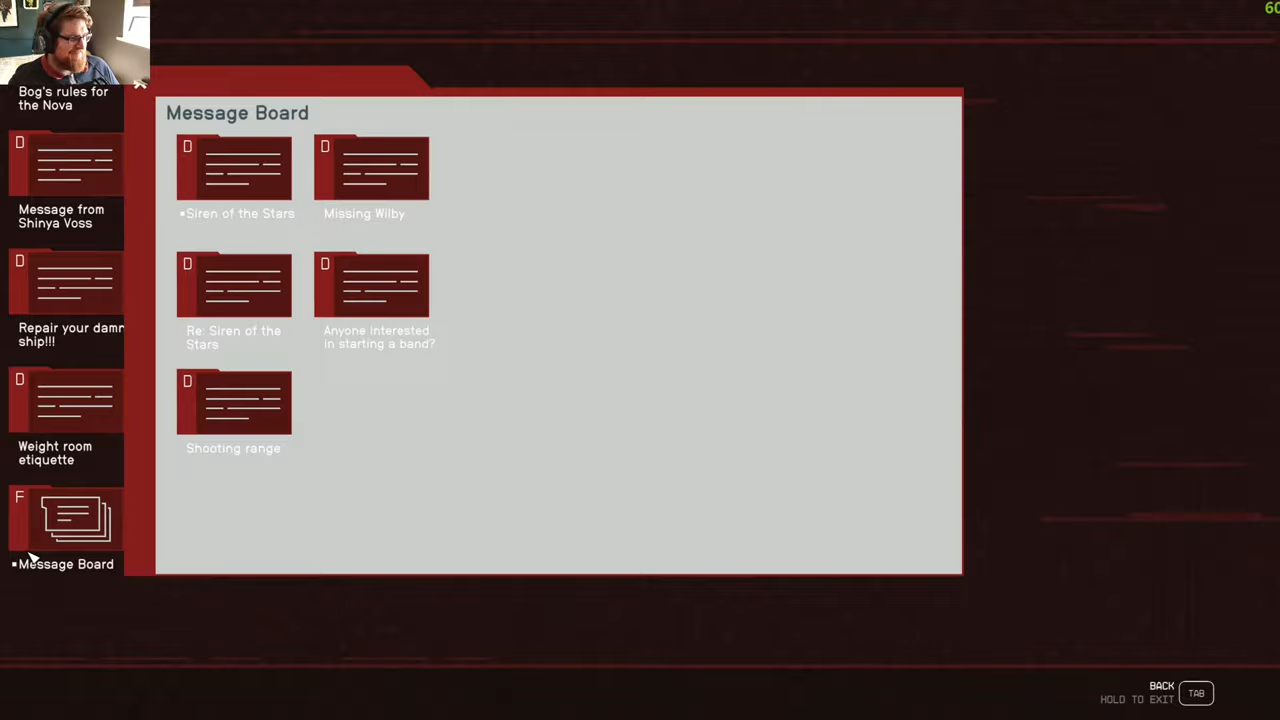 60
Bog's rules for
the Nova
D
Message from
Shinya Voss
D
Repair your damn
ship!!!
D
Weight room
etiquette
F
▪Message Board
Message Board
D
▪Siren of the Stars
D
Missing Wilby
D
Re: Siren of the
Stars
D
Anyone interested
in starting a band?
D
Shooting range
BACK
HOLD TO EXIT
TAB